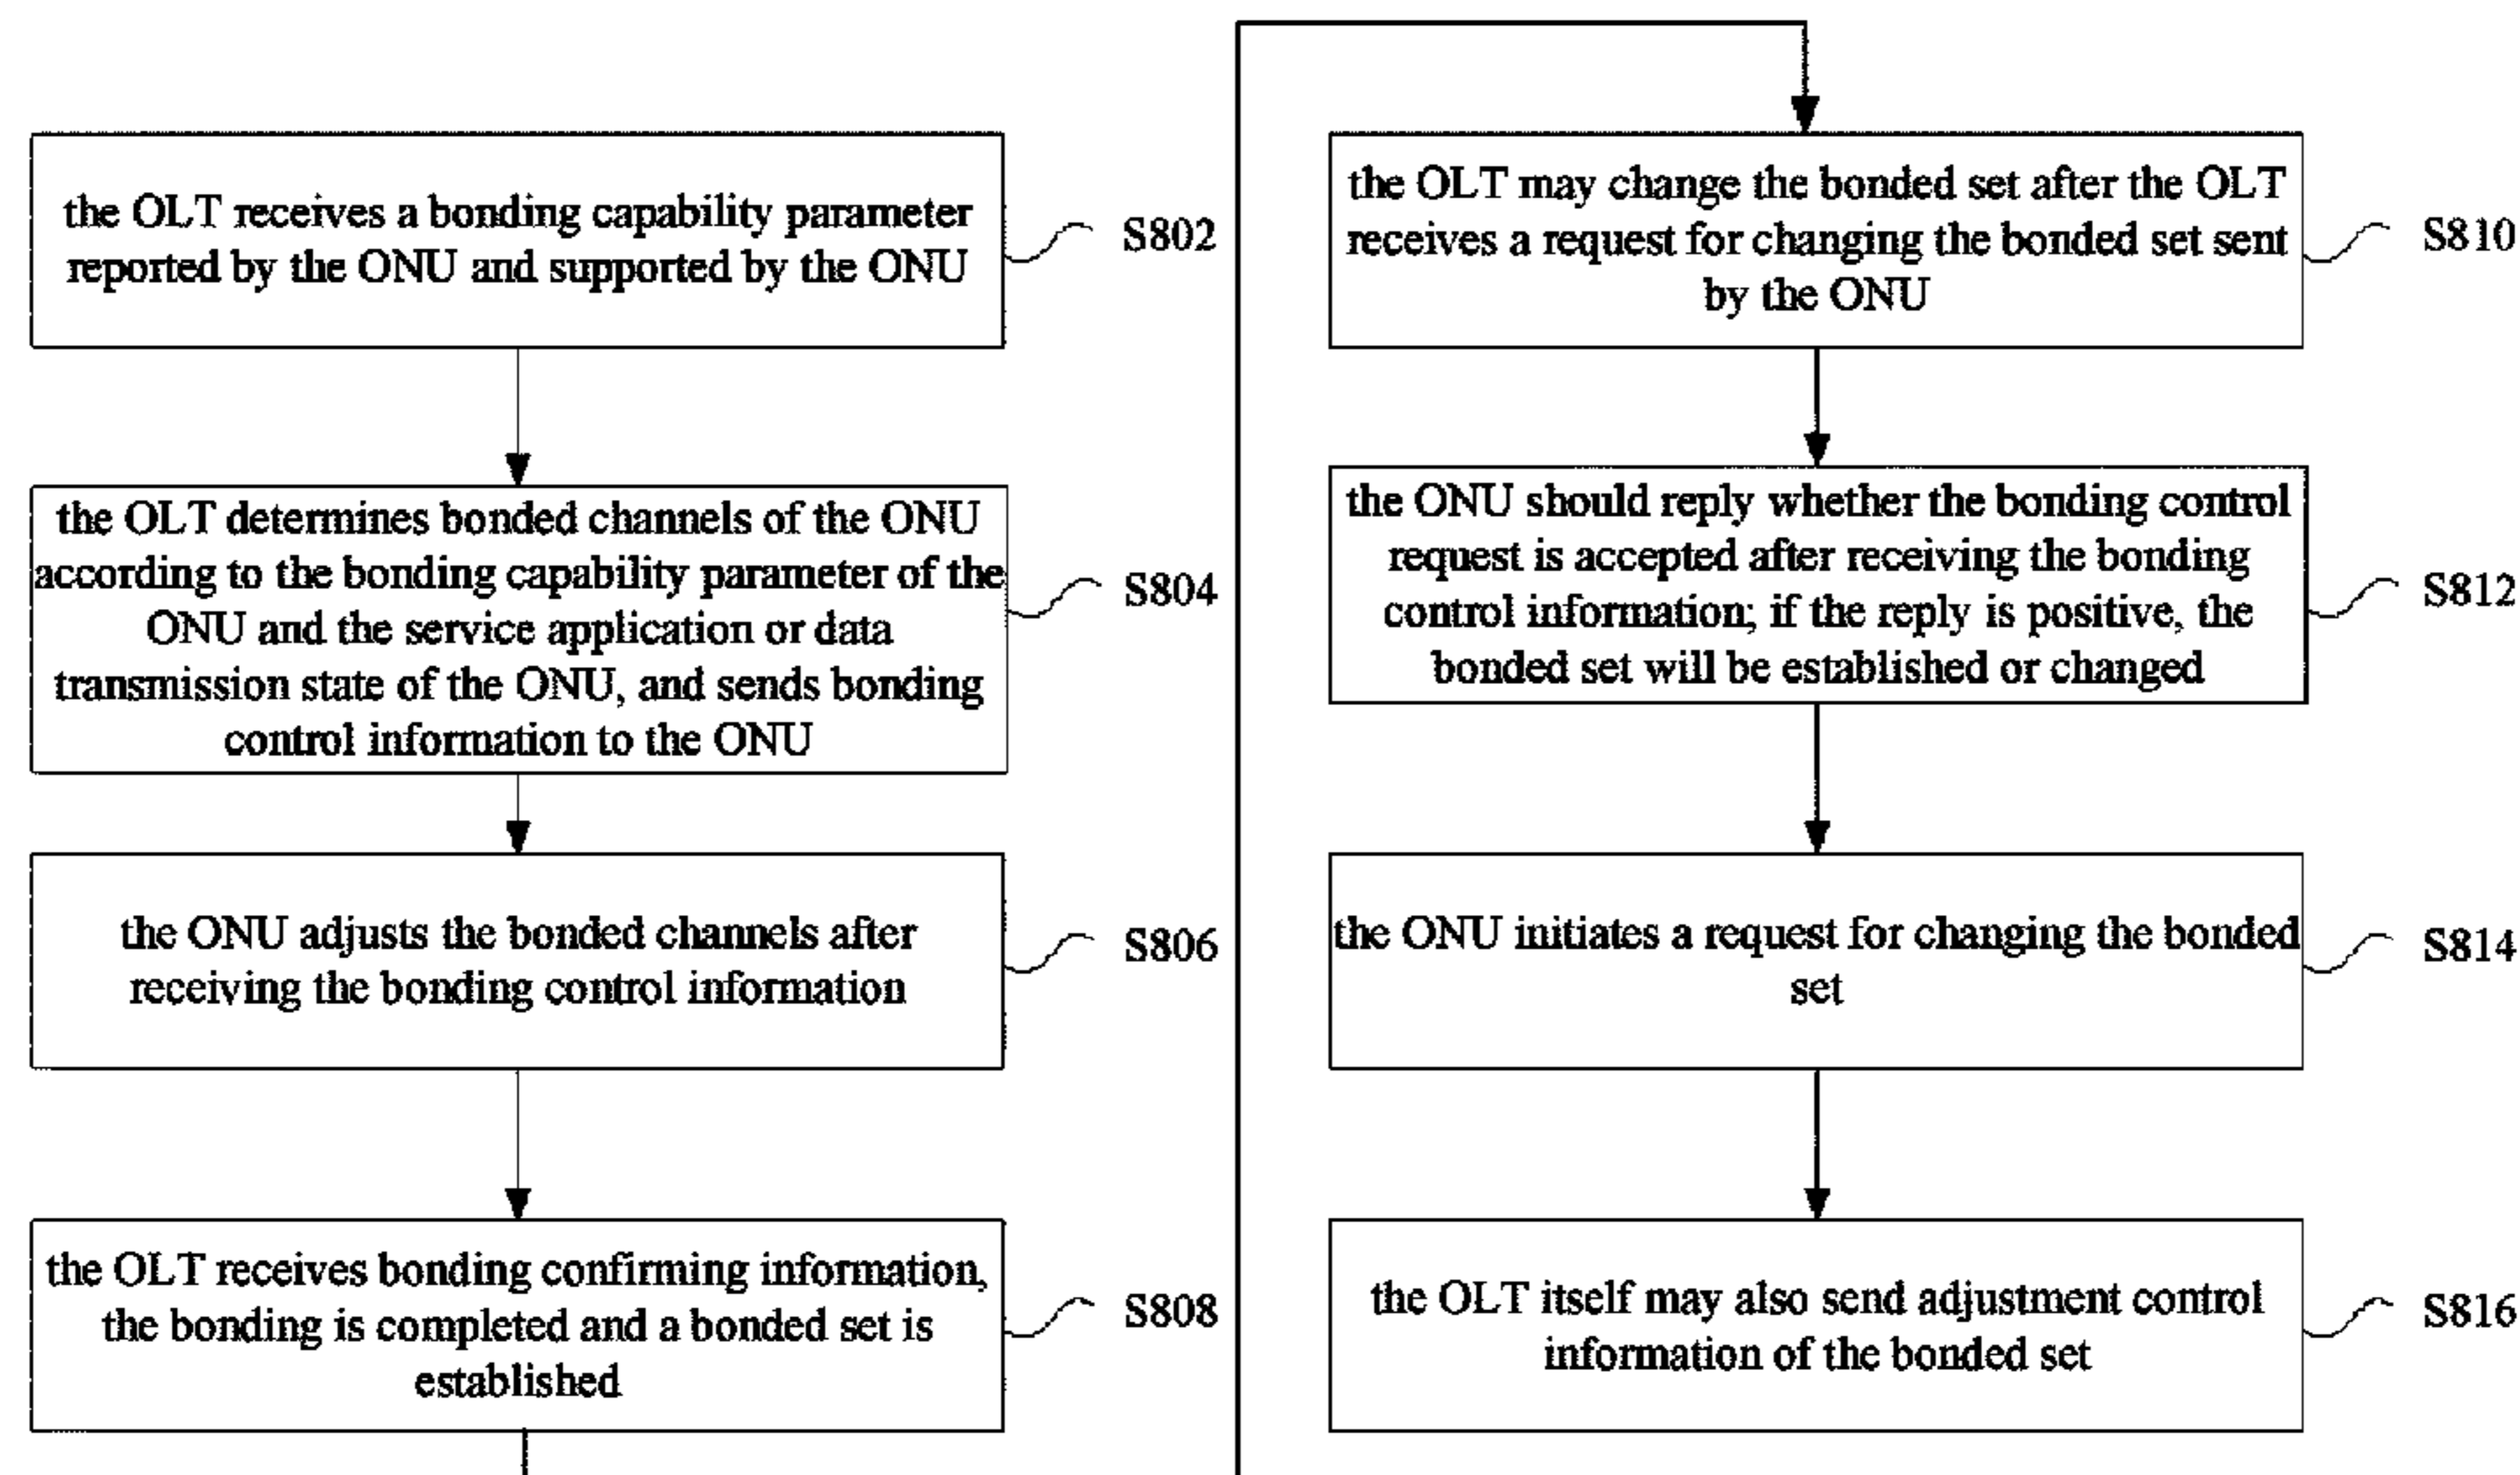 the OLT receives a bonding capability parameter
reported by the ONU and supported by the ONU
S802
the OLT determines bonded channels of the ONU
according to the bonding capability parameter of the
ONU and the service application or data
transmission state of the ONU, and sends bonding
control information to the ONU
S804
the ONU adjusts the bonded channels after
receiving the bonding control information
S806
the OLT receives bonding confirming information,
the bonding is completed and a bonded set is
established
S808
the OLT may change the bonded set after the OLT
receives a request for changing the bonded set sent
by the ONU
S810
the ONU should reply whether the bonding control
request is accepted after receiving the bonding
control information; if the reply is positive, the
bonded set will be established or changed
S812
the ONU initiates a request for changing the bonded
set
S814
the OLT itself may also send adjustment control
information of the bonded set
S816